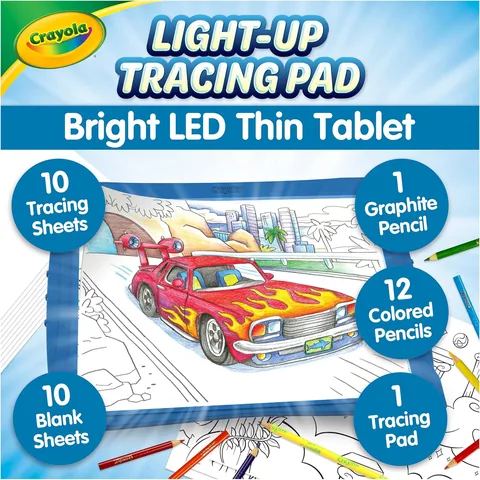 Crayola
LIGHT-UP
TRACING PAD
Bright LED Thin Tablet
10
Tracing
Sheets
1
Graphite
Pencil
12
Colored
Pencils
10
Blank
Sheets
1
Tracing
Pad